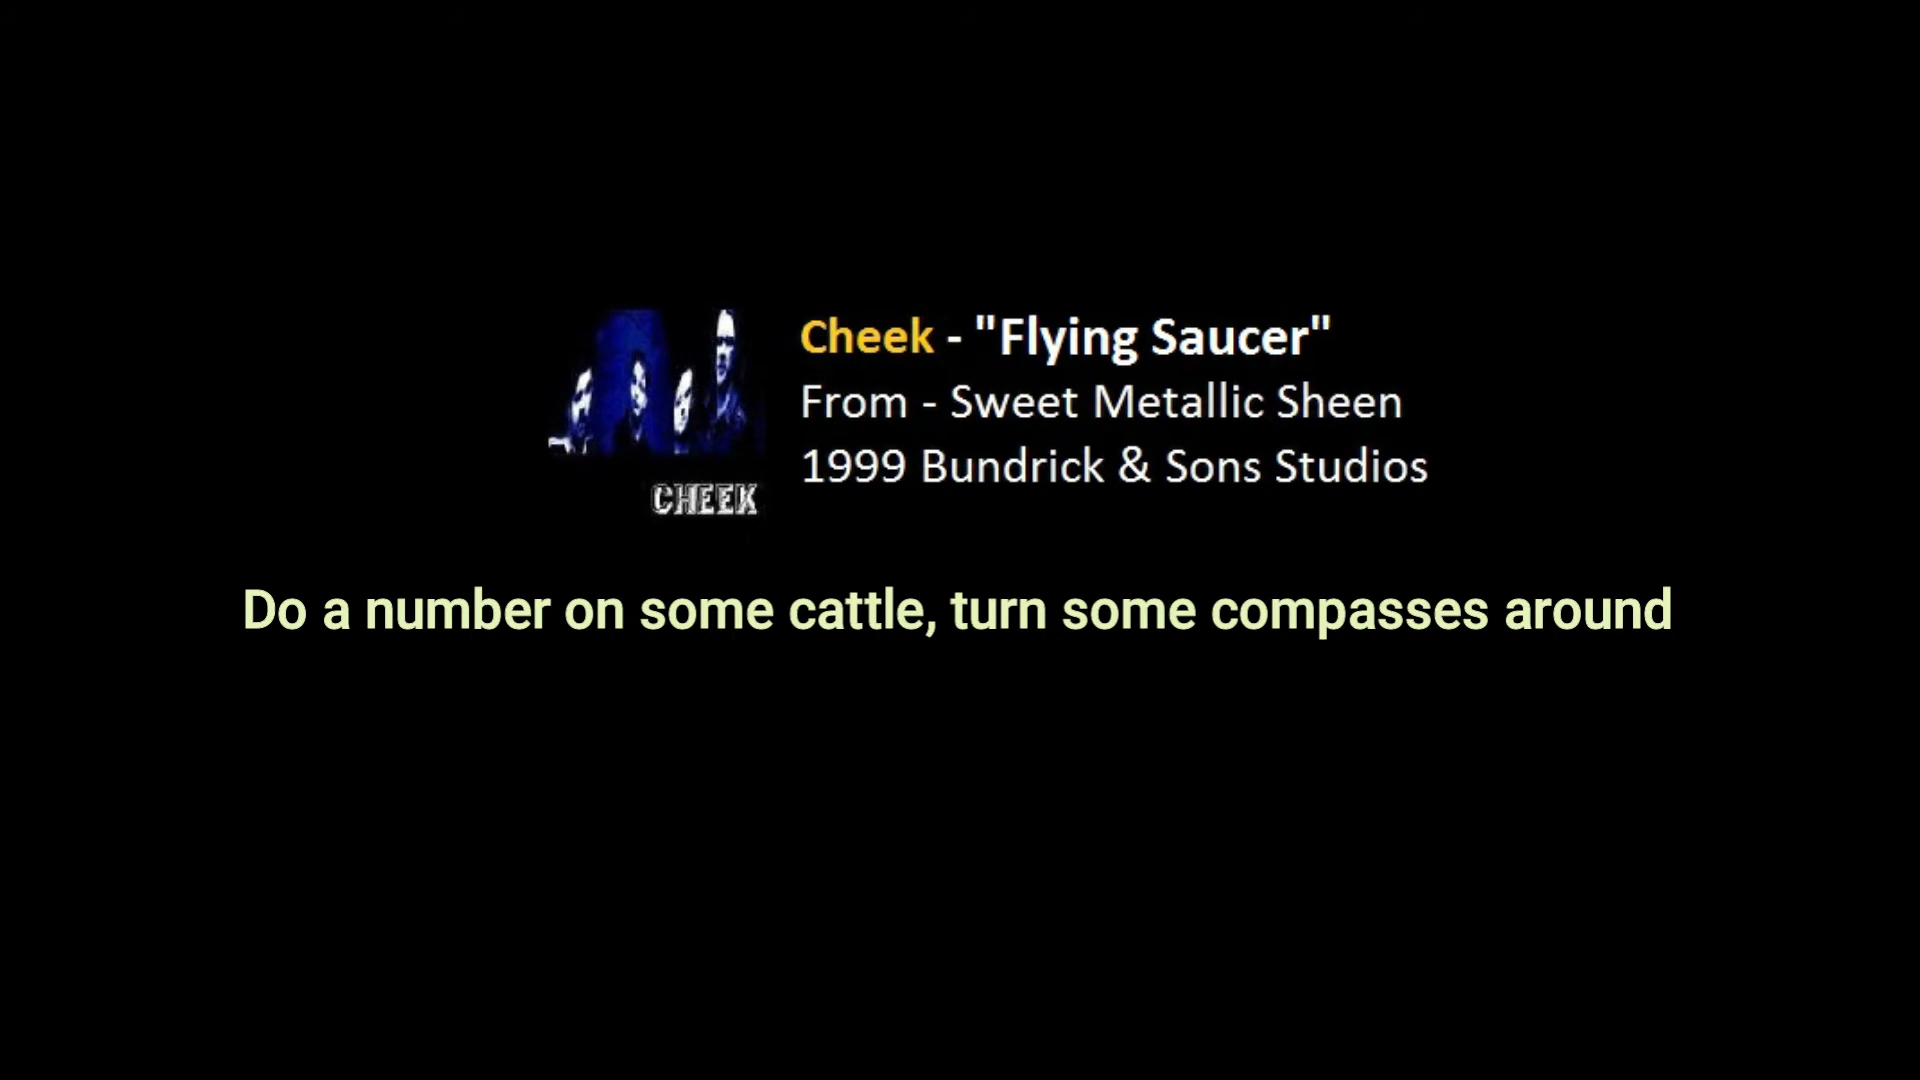 Cheek - "Flying Saucer"
From - Sweet Metallic Sheen
1999 Bundrick & Sons Studios
CHEEK
Do a number on some cattle, turn some compasses around